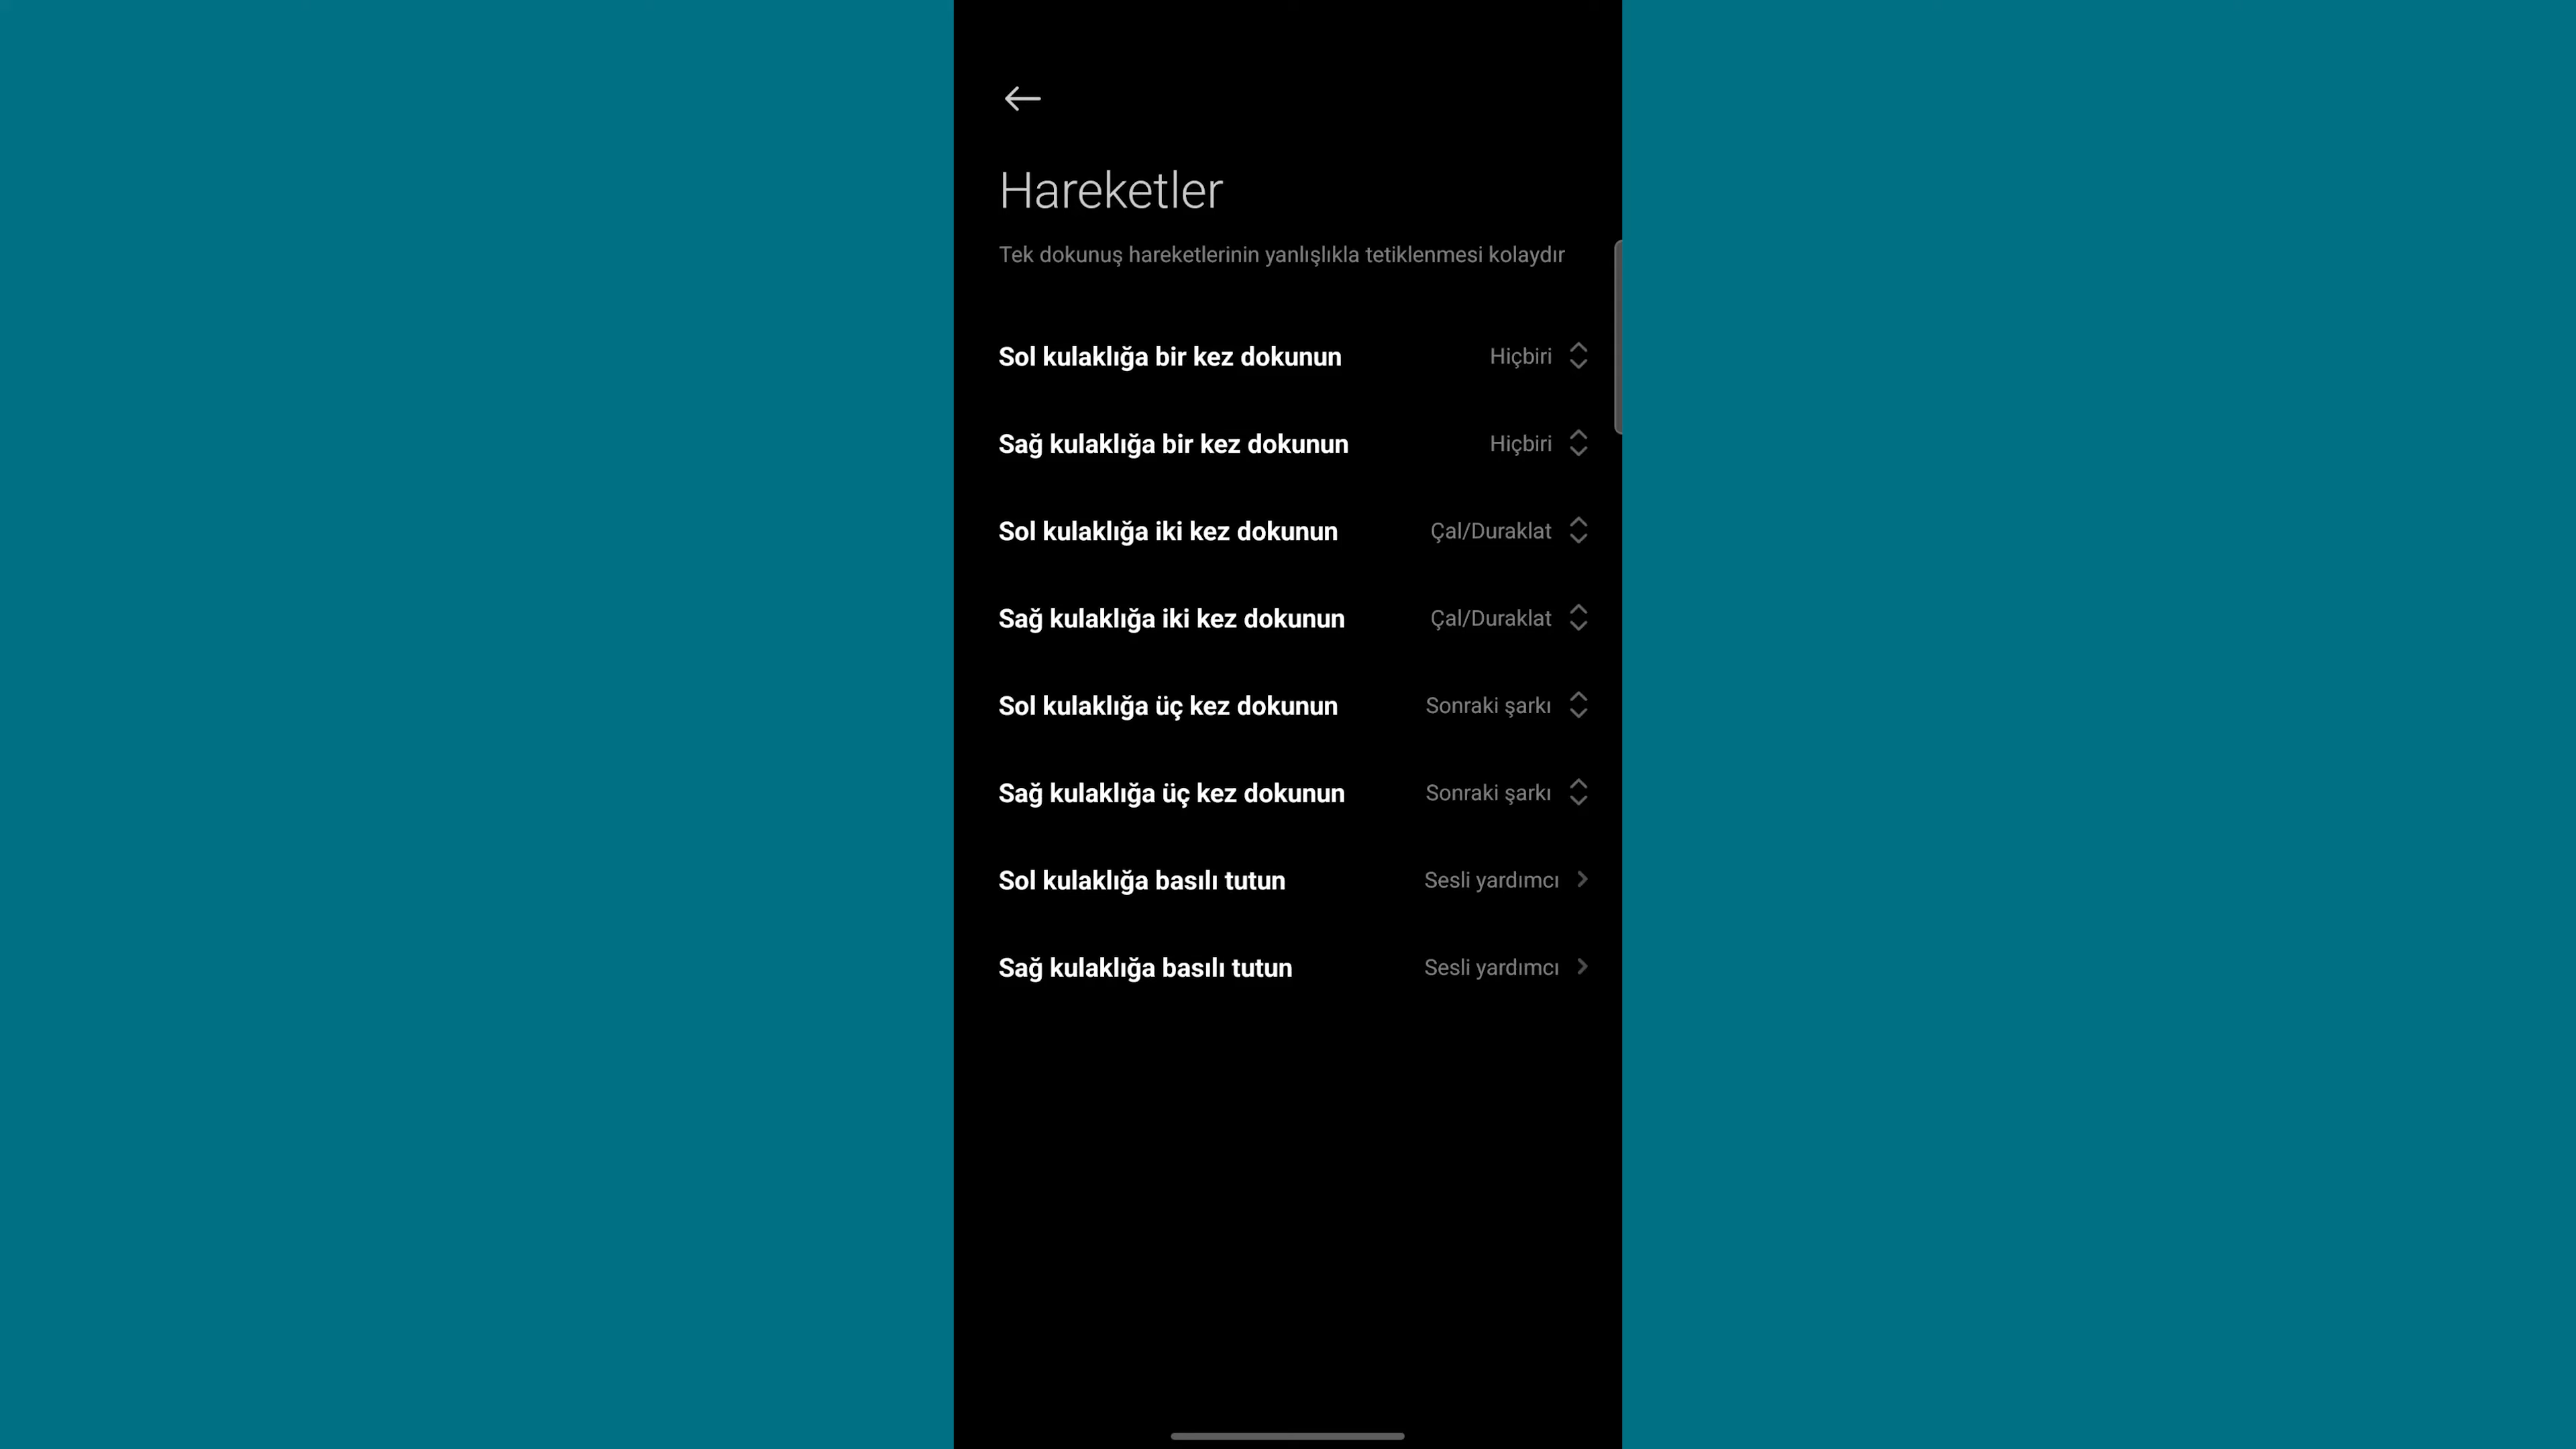 Hareketler
Tek dokunuş hareketlerinin yanlışlıkla tetiklenmesi kolaydır
Sol kulaklığa bir kez dokunun Hiçbiri
Sağ kulaklığa bir kez dokunun Hiçbiri
Sol kulaklığa iki kez dokunun Çal/Duraklat
Sağ kulaklığa iki kez dokunun Çal/Duraklat
Sol kulaklığa üç kez dokunun Sonraki şarkı
Sağ kulaklığa üç kez dokunun Sonraki şarkı
Sol kulaklığa basılı tutun Sesli yardımcı
Sağ kulaklığa basılı tutun Sesli yardımcı